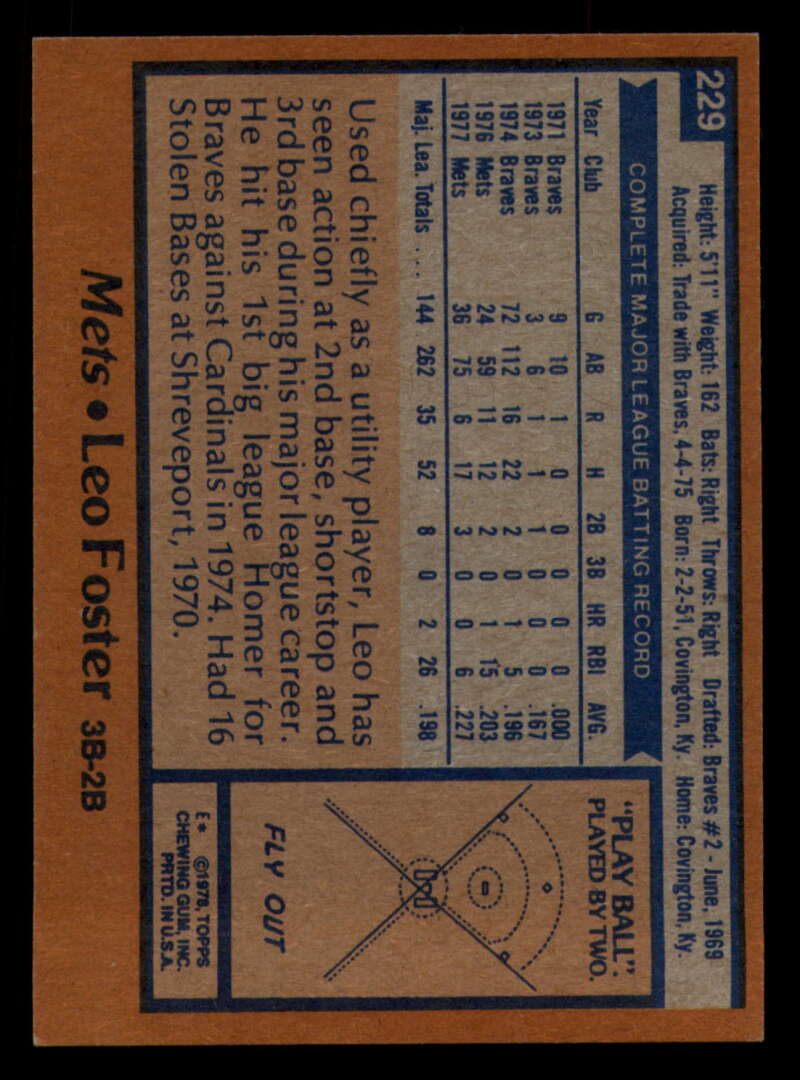 229
Height: 5'11" Weight: 162 Bats: Right Throws: Right Drafted: Braves #2 - June, 1969
Acquired: Trade with Braves, 4-4-75 Born: 2-2-51, Covington, Ky. Home: Covington, Ky.
COMPLETE MAJOR LEAGUE BATTING RECORD
Year Club G AB R H 2B 3B HR RBI AVG.
1971 Braves 9 10 1 0 0 0 0 0 .000
1973 Braves 3 6 1 1 1 0 0 0 .167
1974 Braves 72 112 16 22 2 0 1 5 .196
1976 Mets 24 59 11 12 2 0 1 15 .203
1977 Mets 36 75 6 17 3 0 0 6 .227
Maj. Lea. Totals .... 144 262 35 52 8 0 2 26 .198
Used chiefly as a utility player, Leo has
seen action at 2nd base, shortstop and
3rd base during his major league career.
He hit his 1st big league Homer for
Braves against Cardinals in 1974. Had 16
Stolen Bases at Shreveport, 1970.
"PLAY BALL".
PLAYED BY TWO.
FLY OUT
E* ©1978, TOPPS
CHEWING GUM, INC.
PRTD. IN U.S.A.
Mets • Leo Foster 3B-2B